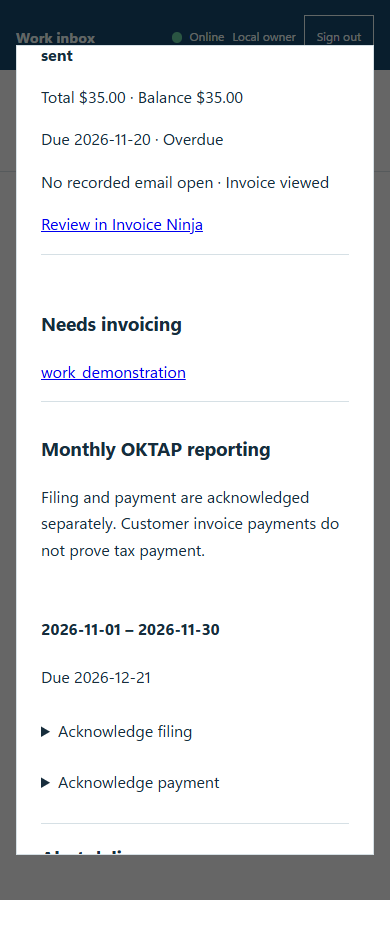 Work inbox
Online Local owner Sign out
sent
Total $35.00 · Balance $35.00
Due 2026-11-20 · Overdue
No recorded email open · Invoice viewed
Review in Invoice Ninja
Needs invoicing
work_demonstration
Monthly OKTAP reporting
Filing and payment are acknowledged
separately. Customer invoice payments do
not prove tax payment.
2026-11-01 – 2026-11-30
Due 2026-12-21
Acknowledge filing
Acknowledge payment